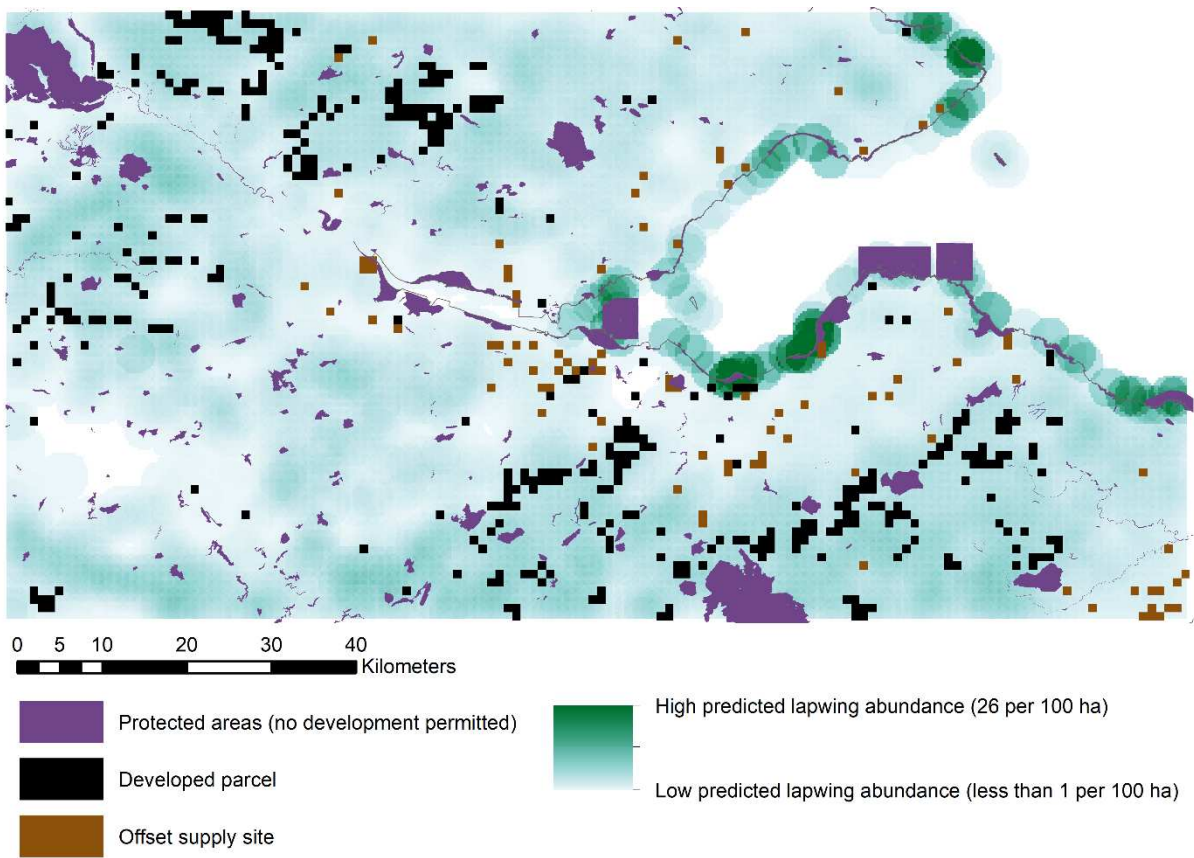 0 5 10 20 30 40
Kilometers
Protected areas (no development permitted)
Developed parcel
Offset supply site
High predicted lapwing abundance (26 per 100 ha)
Low predicted lapwing abundance (less than 1 per 100 ha)